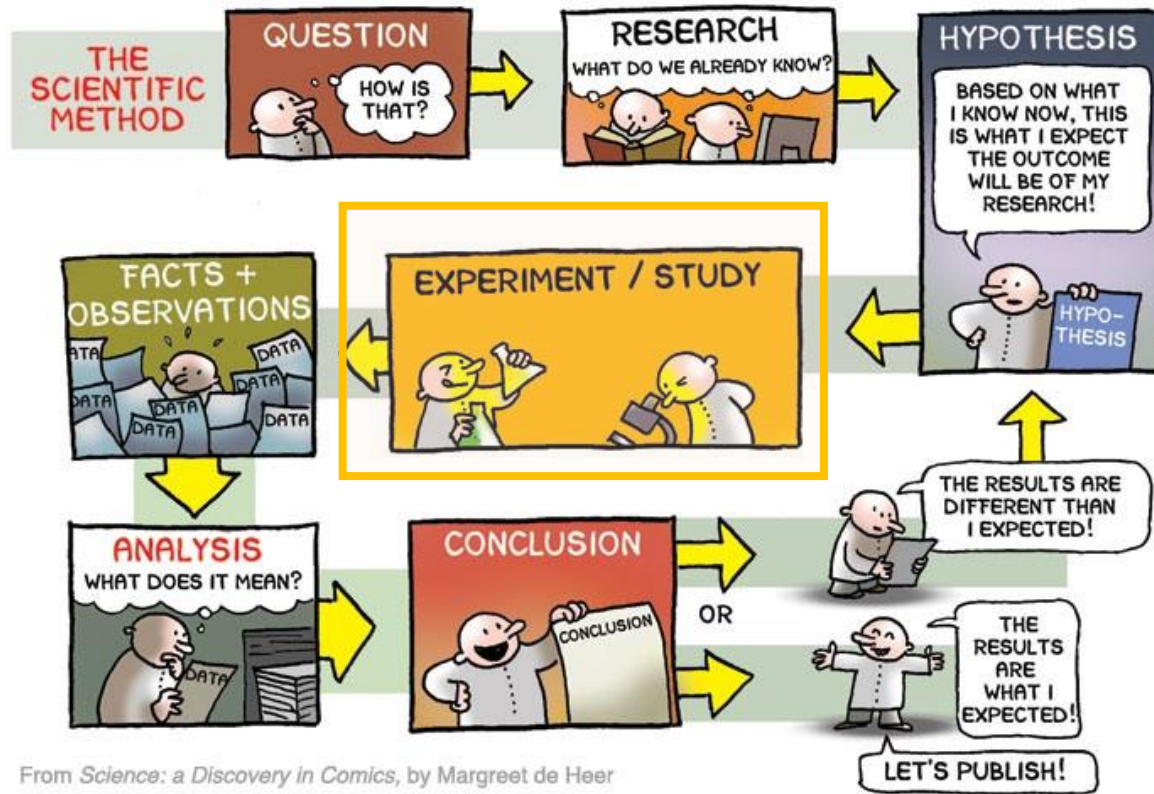 THE
SCIENTIFIC
METHOD
QUESTION
HOW IS
THAT?
RESEARCH
WHAT DO WE ALREADY KNOW?
HYPOTHESIS
BASED ON WHAT
I KNOW NOW, THIS
IS WHAT I EXPECT
THE OUTCOME
WILL BE OF MY
RESEARCH!
HYPO-
THESIS
EXPERIMENT / STUDY
FACTS +
OBSERVATIONS
DATA
DATA
DATA
DATA
DATA
DATA
ANALYSIS
WHAT DOES IT MEAN?
DATA
CONCLUSION
CONCLUSION
THE RESULTS ARE
DIFFERENT THAN
I EXPECTED!
OR
THE
RESULTS
ARE
WHAT I
EXPECTED!
LET'S PUBLISH!
From Science: a Discovery in Comics, by Margreet de Heer